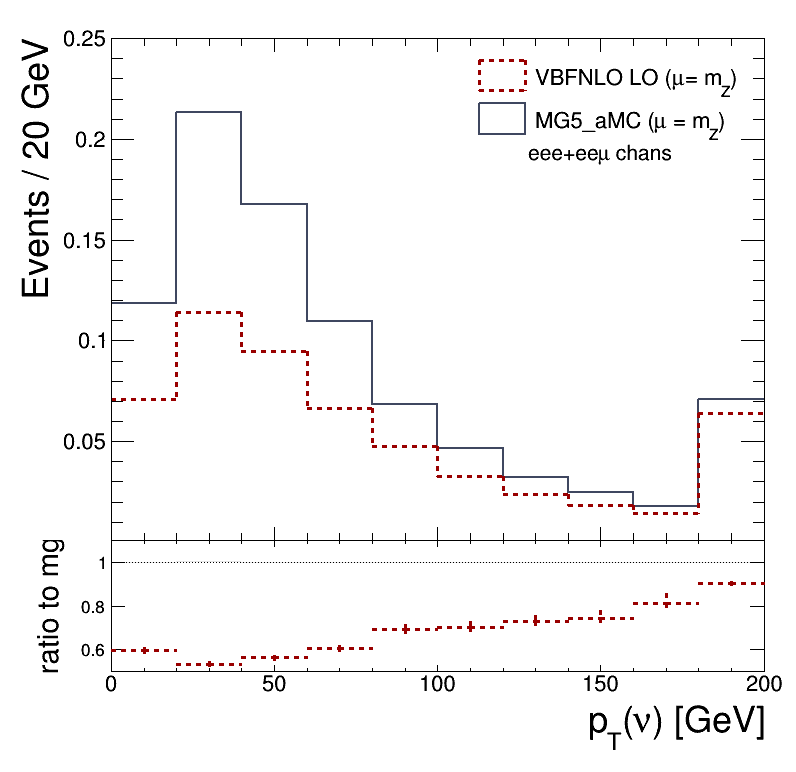 0.25
0.2
0.15
0.1
0.05
Events / 20 GeV
VBFNLO LO (μ= m_Z)
MG5_aMC (μ = m_Z)
eee+eeμ chans
1
0.8
0.6
ratio to mg
0 50 100 150 200
p_T(ν) [GeV]